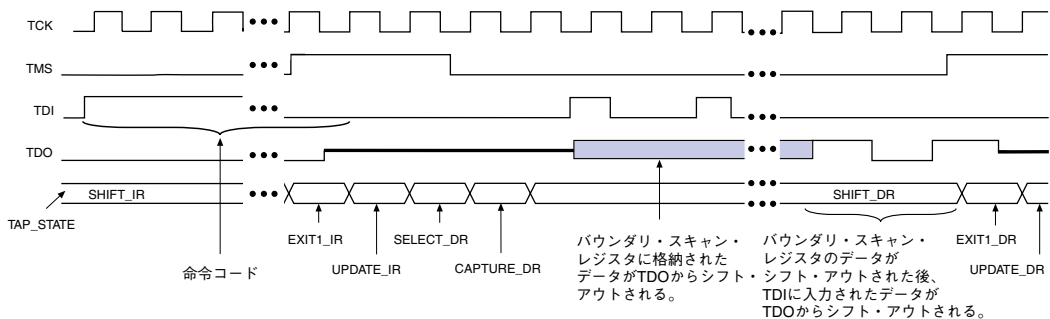 TCK
TMS
TDI
TDO
SHIFT_IR
SHIFT_DR
TAP_STATE
EXIT1_IR
SELECT_DR
EXIT1_DR
命令コード
UPDATE_IR
CAPTURE_DR
UPDATE_DR
バウンダリ・スキャン・
レジスタに格納された
データがTDOからシフト・
アウトされる。
バウンダリ・スキャン・
レジスタのデータが
シフト・アウトされた後、
TDIに入力されたデータが
TDOからシフト・アウトされる。